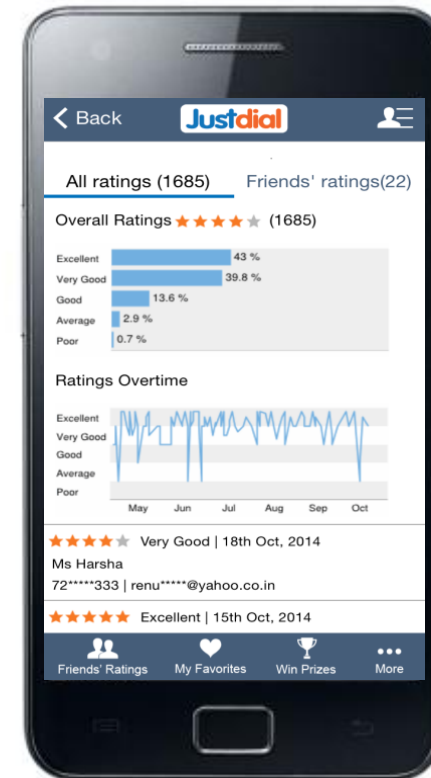 Back
Justdial
All ratings (1685)
Friends' ratings(22)
Overall Ratings (1685)
Excellent 43 %
Very Good 39.8 %
Good 13.6 %
Average 2.9 %
Poor 0.7 %
Ratings Overtime
Excellent
Very Good
Good
Average
Poor
May Jun Jul Aug Sep Oct
Very Good | 18th Oct, 2014
Ms Harsha
72*****333 | renu*****@yahoo.co.in
Excellent | 15th Oct, 2014
Friends' Ratings My Favorites Win Prizes More